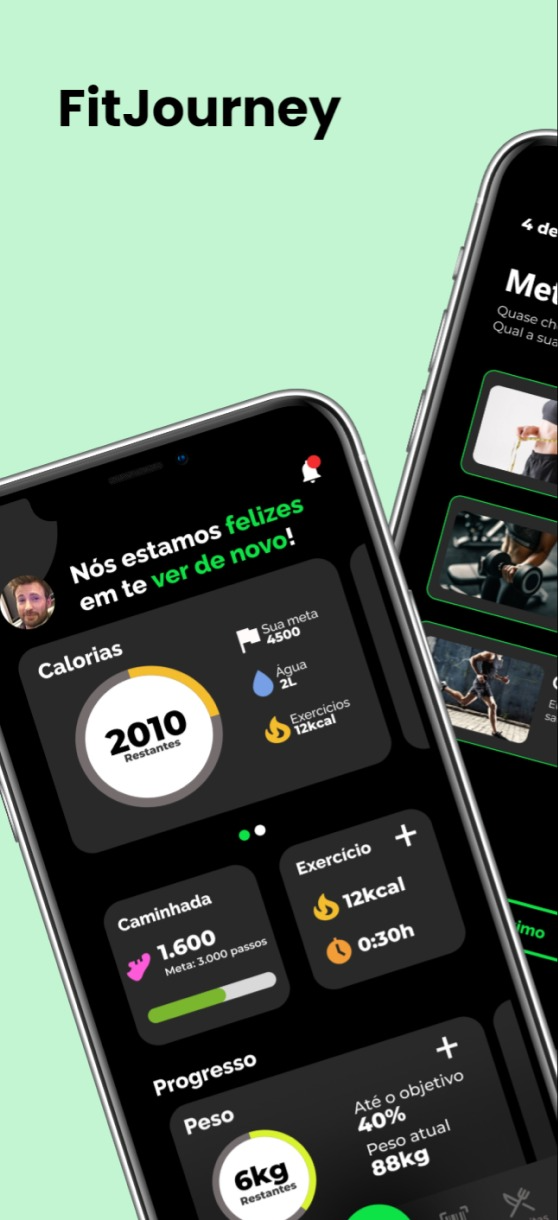 FitJourney
4 de
Met
Quase ch
Qual a sua
Nós estamos felizes
em te ver de novo!
Calorias
2010
Restantes
Sua meta
4500
Água
2L
Exercicios
12kcal
Caminhada
1.600
Meta: 3.000 passos
Exercício
12kcal
0:30h
imo
Progresso
Peso
6kg
Restantes
Até o objetivo
40%
Peso atual
88kg